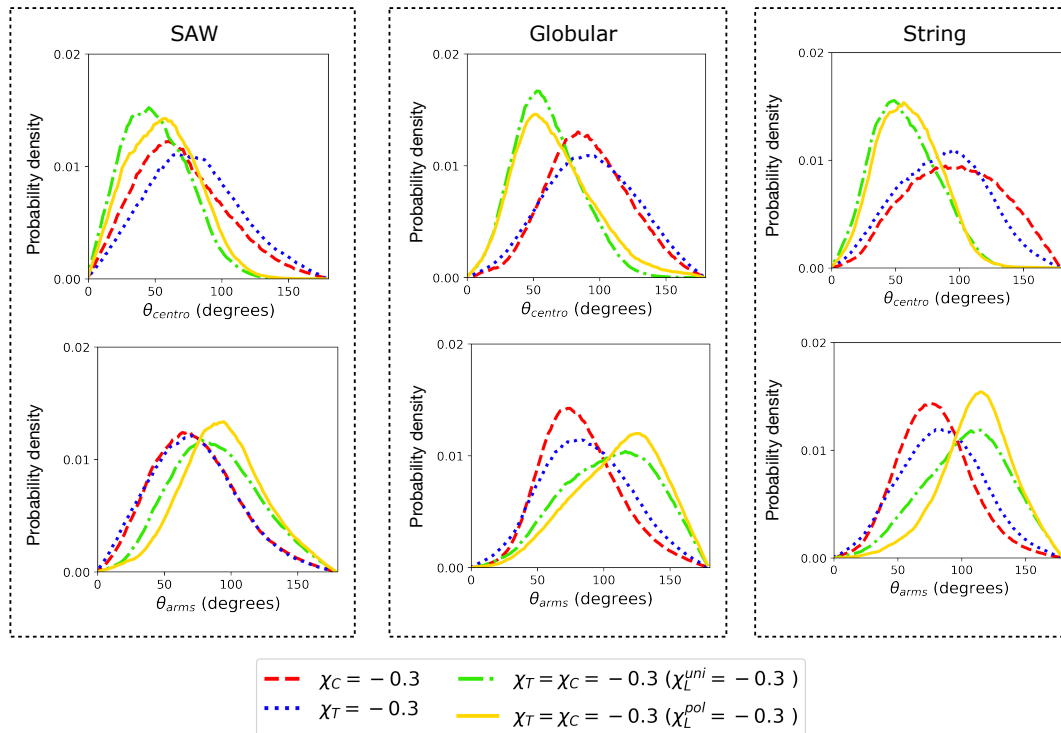 SAW
Globular
String
Probability density
0.02
0.01
0.00
0 50 100 150
θcentro (degrees)
Probability density
0.02
0.01
0.00
0 50 100 150
θcentro (degrees)
Probability density
0.02
0.01
0.00
0 50 100 150
θcentro (degrees)
Probability density
0.02
0.01
0.00
0 50 100 150
θarms (degrees)
Probability density
0.02
0.01
0.00
0 50 100 150
θarms (degrees)
Probability density
0.02
0.01
0.00
0 50 100 150
θarms (degrees)
χC = −0.3
χT = −0.3
χT = χC = −0.3 (χL^uni = −0.3 )
χT = χC = −0.3 (χL^pol = −0.3 )